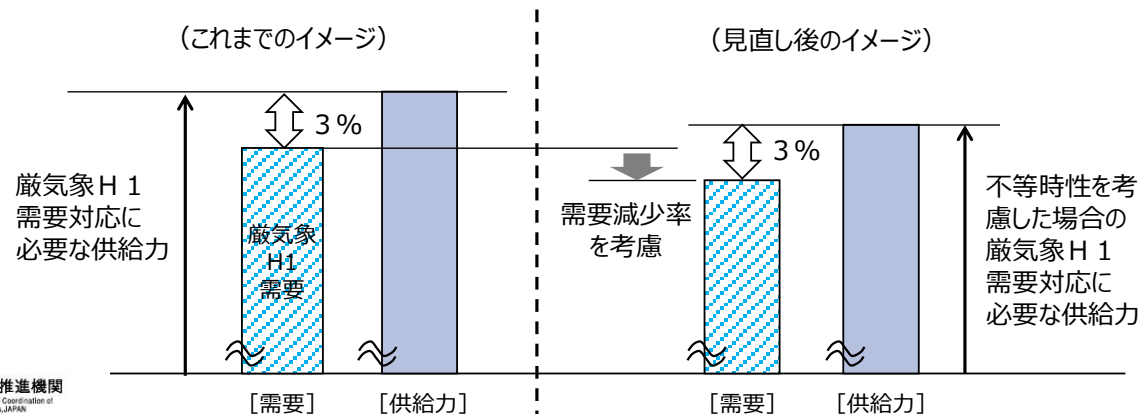 （これまでのイメージ）
（見直し後のイメージ）
３％
厳気象Ｈ１
需要対応に
必要な供給力
厳気象
H1
需要
需要減少率
を考慮
３％
不等時性を考
慮した場合の
厳気象Ｈ１
需要対応に
必要な供給力
推進機関
Coordination of
JAPAN
［需要］
［供給力］
［需要］
［供給力］